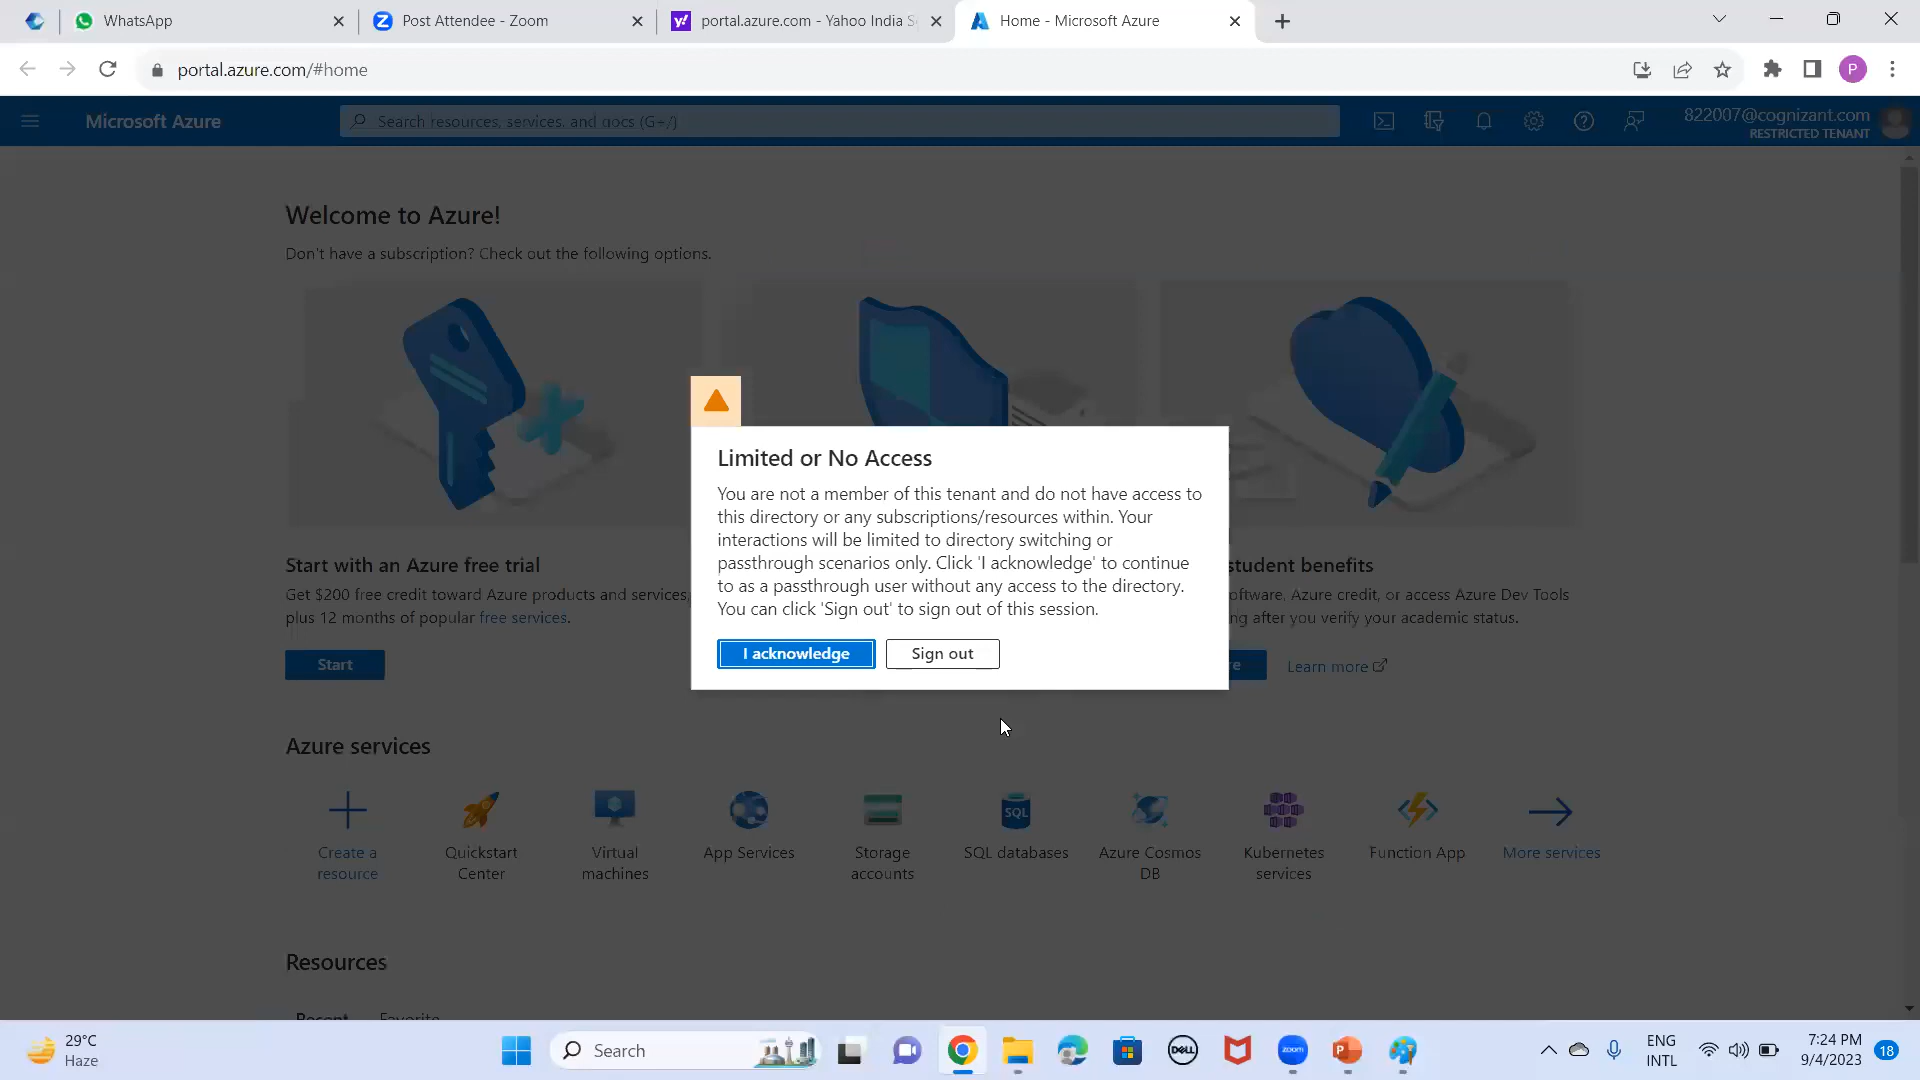 WhatsApp
Post Attendee - Zoom
portal.azure.com - Yahoo India S
Home - Microsoft Azure
portal.azure.com/#home
P
Microsoft Azure
Search resources, services, and docs (G+/)
822007@cognizant.com
RESTRICTED TENANT
Welcome to Azure!
Don't have a subscription? Check out the following options.
Limited or No Access
You are not a member of this tenant and do not have access to
this directory or any subscriptions/resources within. Your
interactions will be limited to directory switching or
passthrough scenarios only. Click 'I acknowledge' to continue
to as a passthrough user without any access to the directory.
You can click 'Sign out' to sign out of this session.
I acknowledge
Sign out
Start with an Azure free trial
Get $200 free credit toward Azure products and services,
plus 12 months of popular free services.
Start
student benefits
oftware, Azure credit, or access Azure Dev Tools
ng after you verify your academic status.
re
Learn more
Azure services
Create a
resource
Quickstart
Center
Virtual
machines
App Services
Storage
accounts
SQL
SQL databases
Azure Cosmos
DB
Kubernetes
services
Function App
More services
Resources
Recent
Favorite
29°C
Haze
Search
DELL
zoom
P
ENG
INTL
7:24 PM
9/4/2023
18